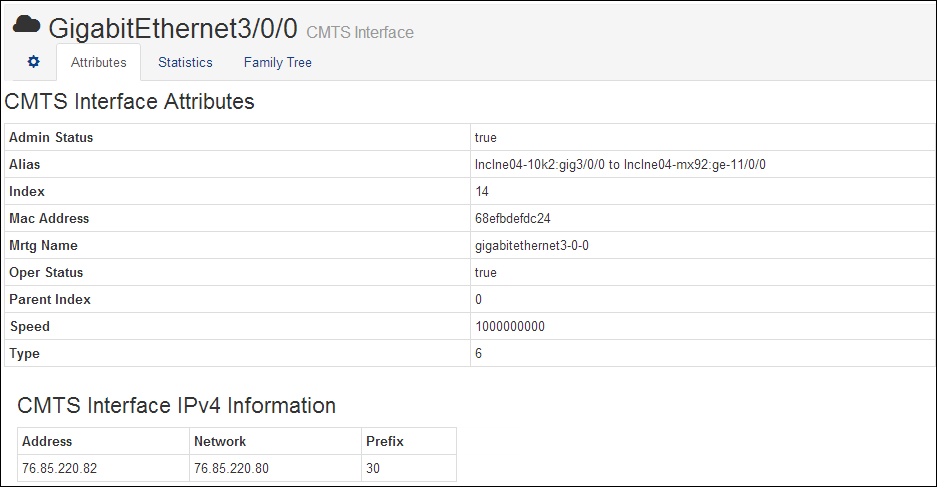 GigabitEthernet3/0/0 CMTS Interface
Attributes Statistics Family Tree
CMTS Interface Attributes
Admin Status true
Alias lnclne04-10k2:gig3/0/0 to lnclne04-mx92:ge-11/0/0
Index 14
Mac Address 68efbdefdc24
Mrtg Name gigabitethernet3-0-0
Oper Status true
Parent Index 0
Speed 1000000000
Type 6
CMTS Interface IPv4 Information
Address Network Prefix
76.85.220.82 76.85.220.80 30